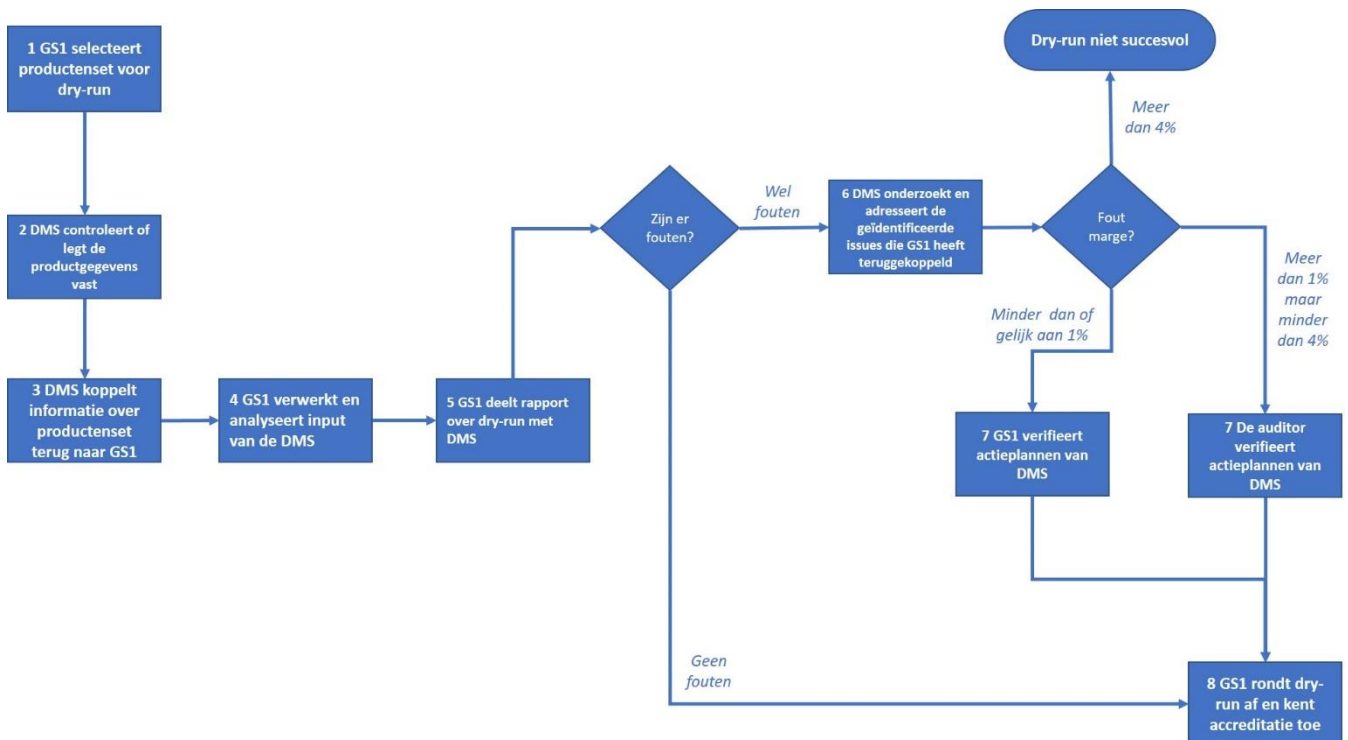 1 GS1 selecteert
productenset voor
dry-run
2 DMS controleert of
legt de
productgegevens
vast
3 DMS koppelt
informatie over
productenset
terug naar GS1
4 GS1 verwerkt en
analyseert input
van de DMS
5 GS1 deelt rapport
over dry-run met
DMS
Zijn er
fouten?
Wel
fouten
Geen
fouten
6 DMS onderzoekt en
adresseert de
geïdentificeerde
issues die GS1 heeft
teruggekoppeld
Fout
marge?
Meer
dan 4%
Dry-run niet succesvol
Minder dan of
gelijk aan 1%
Meer
dan 1%
maar
minder
dan 4%
7 GS1 verifieert
actieplannen van
DMS
7 De auditor
verifieert
actieplannen van
DMS
8 GS1 rondt dry-
run af en kent
accreditatie toe